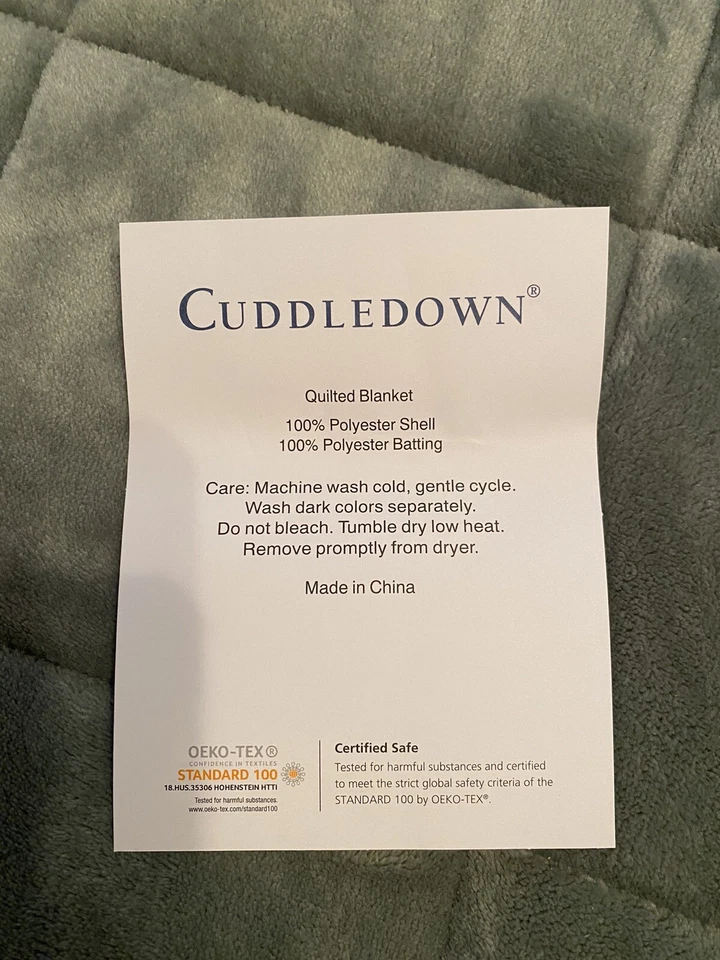 CUDDLEDOWN®
Quilted Blanket
100% Polyester Shell
100% Polyester Batting
Care: Machine wash cold, gentle cycle.
Wash dark colors separately.
Do not bleach. Tumble dry low heat.
Remove promptly from dryer.
Made in China
OEKO-TEX®
CONFIDENCE IN TEXTILES
STANDARD 100
18.HUS.35306 HOHENSTEIN HTTI
Tested for harmful substances.
www.oeko-tex.com/standard100
Certified Safe
Tested for harmful substances and certified
to meet the strict global safety criteria of the
STANDARD 100 by OEKO-TEX®.